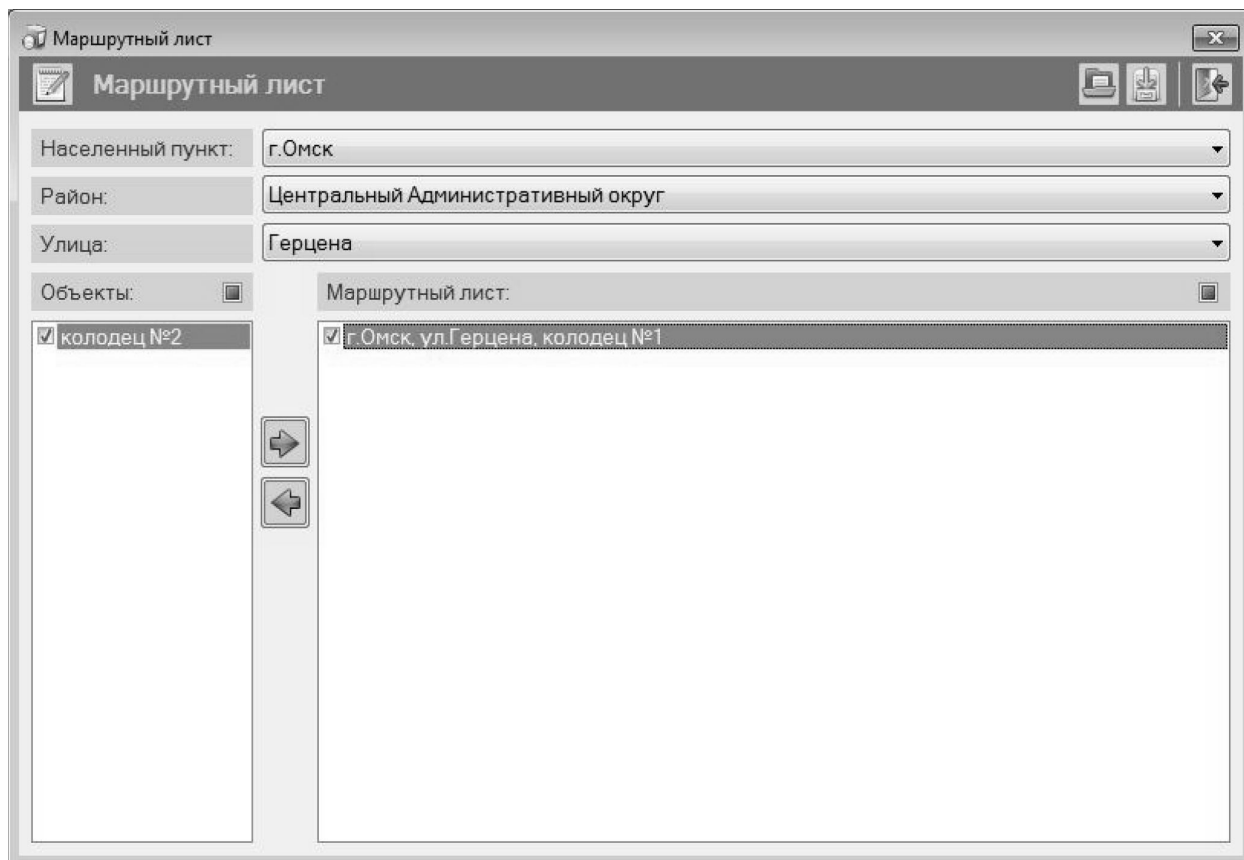 Маршрутный лист
Маршрутный лист
Населенный пункт: г.Омск
Район: Центральный Административный округ
Улица: Герцена
Объекты: Маршрутный лист:
колодец №2 г.Омск, ул.Герцена, колодец №1